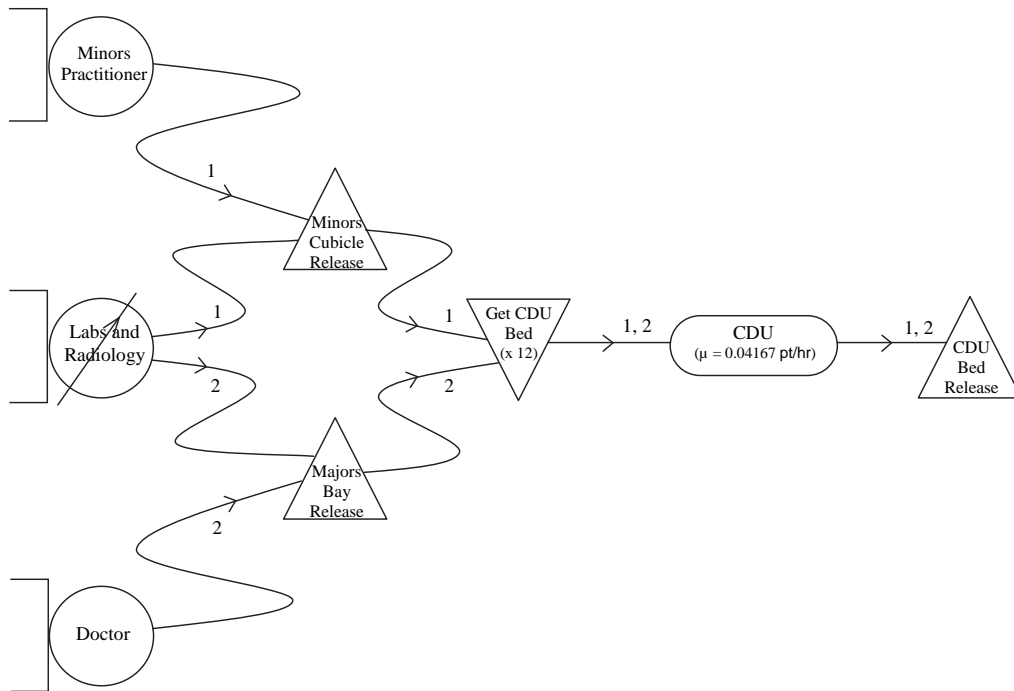 Minors
Practitioner
1
Minors
Cubicle
Release
Labs and
Radiology
1
2
1
2
Get CDU
Bed
(x 12)
1, 2
CDU
(μ = 0.04167 pt/hr)
1, 2
CDU
Bed
Release
Majors
Bay
Release
2
Doctor